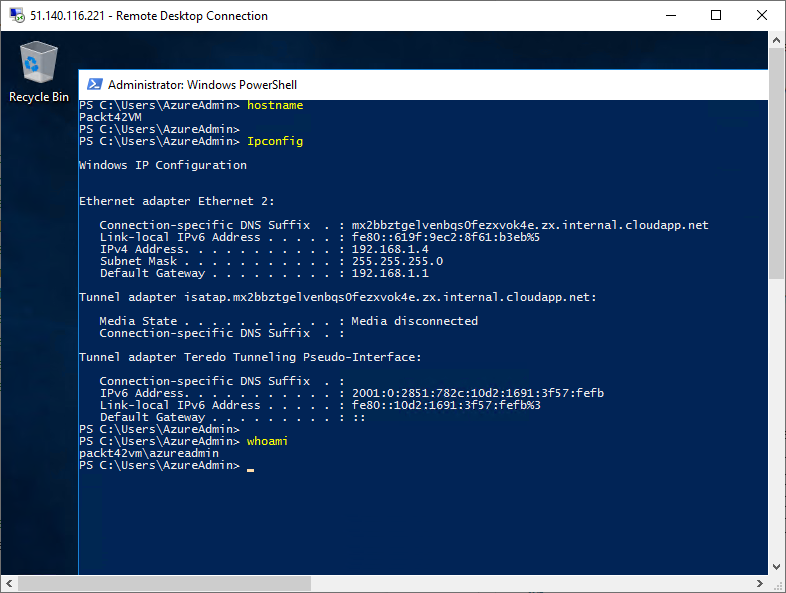 51.140.116.221 - Remote Desktop Connection
Recycle Bin
Administrator: Windows PowerShell
PS C:\Users\AzureAdmin> hostname
Packt42VM
PS C:\Users\AzureAdmin>
PS C:\Users\AzureAdmin> Ipconfig
Windows IP Configuration
Ethernet adapter Ethernet 2:
Connection-specific DNS Suffix  . : mx2bbztgelvenbqs0fezxvok4e.zx.internal.cloudapp.net
Link-local IPv6 Address . . . . . : fe80::619f:9ec2:8f61:b3eb%5
IPv4 Address. . . . . . . . . . . : 192.168.1.4
Subnet Mask . . . . . . . . . . . : 255.255.255.0
Default Gateway . . . . . . . . . : 192.168.1.1
Tunnel adapter isatap.mx2bbztgelvenbqs0fezxvok4e.zx.internal.cloudapp.net:
Media State . . . . . . . . . . . : Media disconnected
Connection-specific DNS Suffix  . :
Tunnel adapter Teredo Tunneling Pseudo-Interface:
Connection-specific DNS Suffix  . :
IPv6 Address. . . . . . . . . . . : 2001:0:2851:782c:10d2:1691:3f57:fefb
Link-local IPv6 Address . . . . . : fe80::10d2:1691:3f57:fefb%3
Default Gateway . . . . . . . . . : ::
PS C:\Users\AzureAdmin>
PS C:\Users\AzureAdmin> whoami
packt42vm\azureadmin
PS C:\Users\AzureAdmin> _